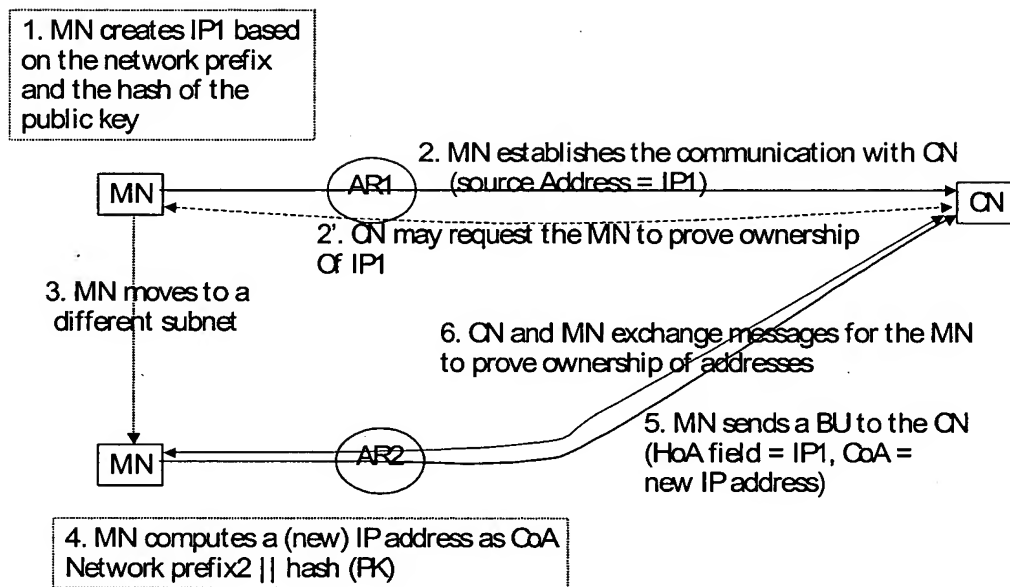 1. MN creates IP1 based
on the network prefix
and the hash of the
public key
2. MN establishes the communication with CN
(source Address = IP1)
MN
AR1
CN
2'. CN may request the MN to prove ownership
Of IP1
3. MN moves to a
different subnet
6. CN and MN exchange messages for the MN
to prove ownership of addresses
5. MN sends a BU to the CN
(HoA field = IP1, CoA =
new IP address)
MN
AR2
4. MN computes a (new) IP address as CoA
Network prefix2 || hash (PK)